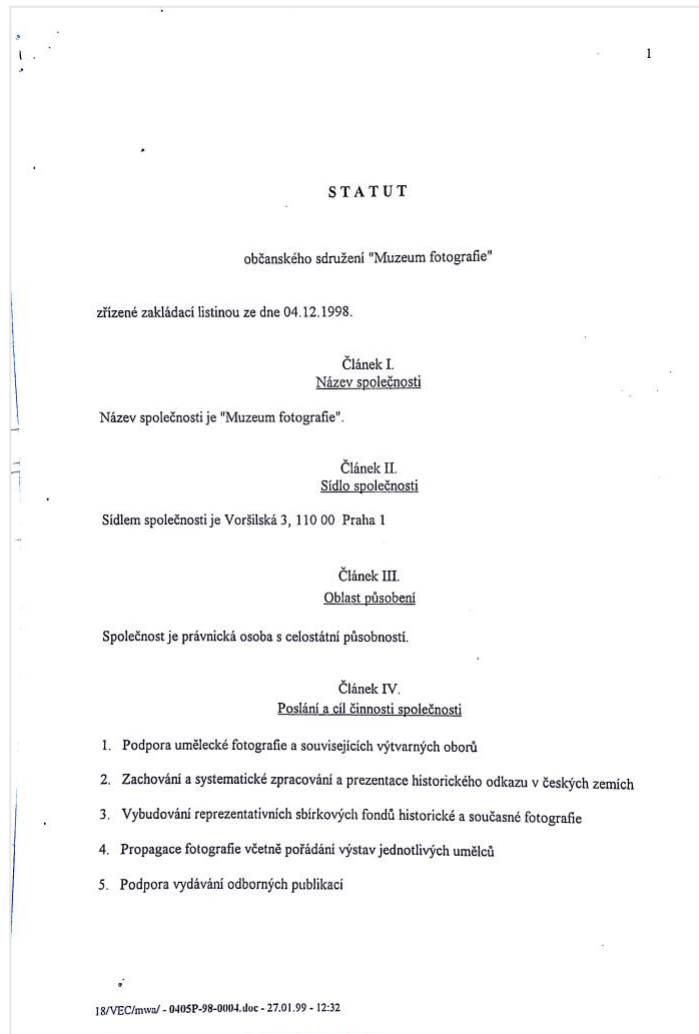 1
S T A T U T
občanského sdružení "Muzeum fotografie"
zřízené zakládací listinou ze dne 04.12.1998.
Článek I.
Název společnosti
Název společnosti je "Muzeum fotografie".
Článek II.
Sídlo společnosti
Sídlem společnosti je Voršilská 3, 110 00 Praha 1
Článek III.
Oblast působení
Společnost je právnická osoba s celostátní působností.
Článek IV.
Poslání a cíl činnosti společnosti
1. Podpora umělecké fotografie a souvisejících výtvarných oborů
2. Zachování a systematické zpracování a prezentace historického odkazu v českých zemích
3. Vybudování reprezentativních sbírkových fondů historické a současné fotografie
4. Propagace fotografie včetně pořádání výstav jednotlivých umělců
5. Podpora vydávání odborných publikací
18/VEC/mwa/ - 0405P-98-0004.doc - 27.01.99 - 12:32